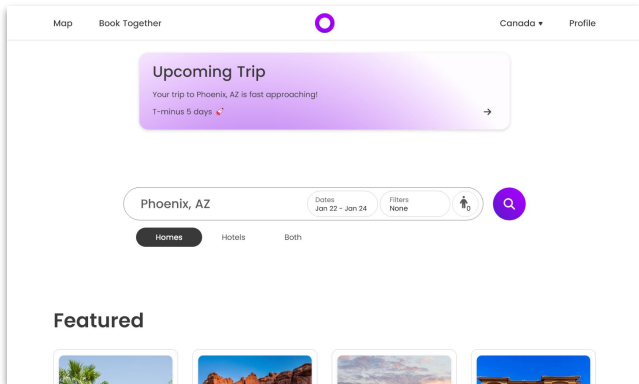 Map Book Together Canada ▾ Profile
Upcoming Trip
Your trip to Phoenix, AZ is fast approaching!
T-minus 5 days 🚀 →
Phoenix, AZ
Dates
Jan 22 - Jan 24
Filters
None
0
Homes Hotels Both
Featured